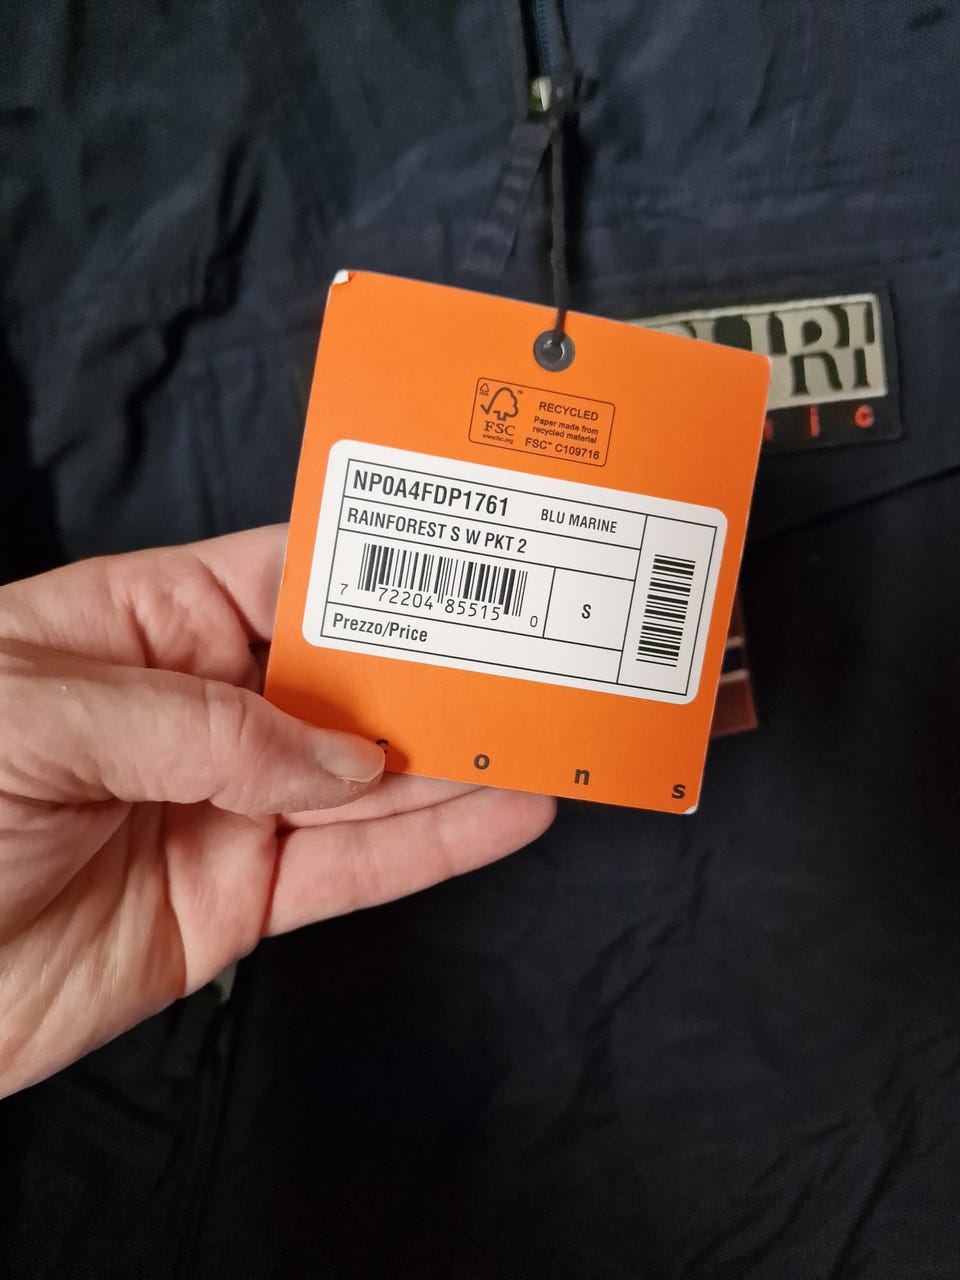 FSC
www.fsc.org
RECYCLED
Paper made from
recycled material
FSC™ C109716
NP0A4FDP1761 BLU MARINE
RAINFOREST S W PKT 2
7 72204 85515 0
S
Prezzo/Price
o n s